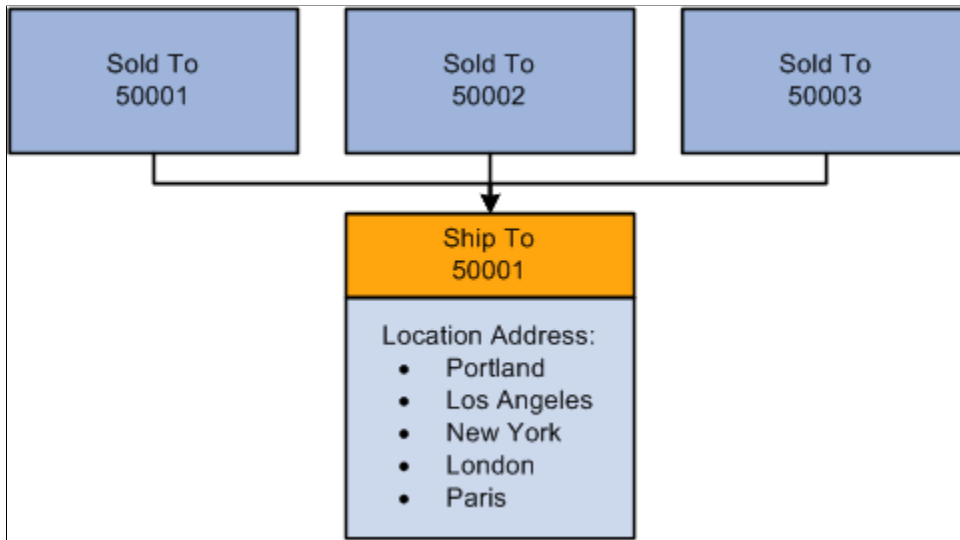 Sold To
50001
Sold To
50002
Sold To
50003
Ship To
50001
Location Address:
• Portland
• Los Angeles
• New York
• London
• Paris